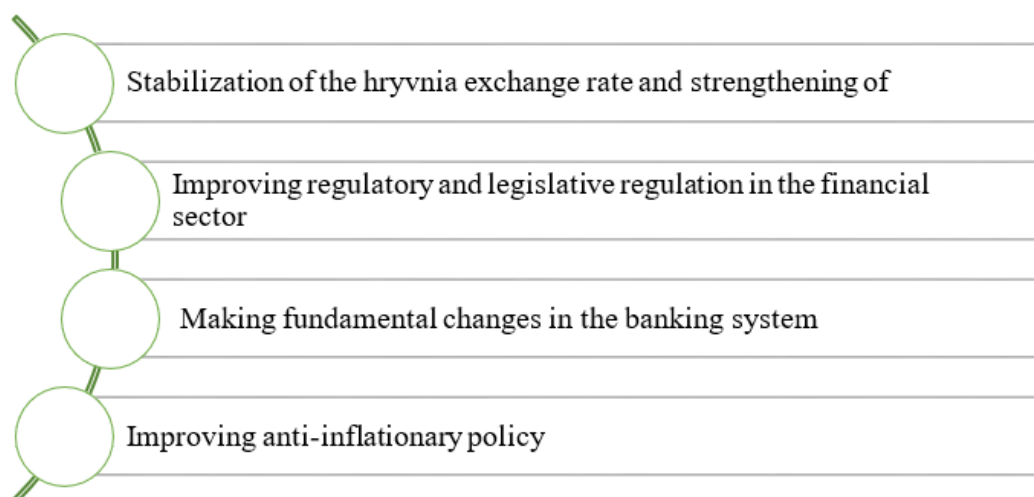 Stabilization of the hryvnia exchange rate and strengthening of
Improving regulatory and legislative regulation in the financial
sector
Making fundamental changes in the banking system
Improving anti-inflationary policy